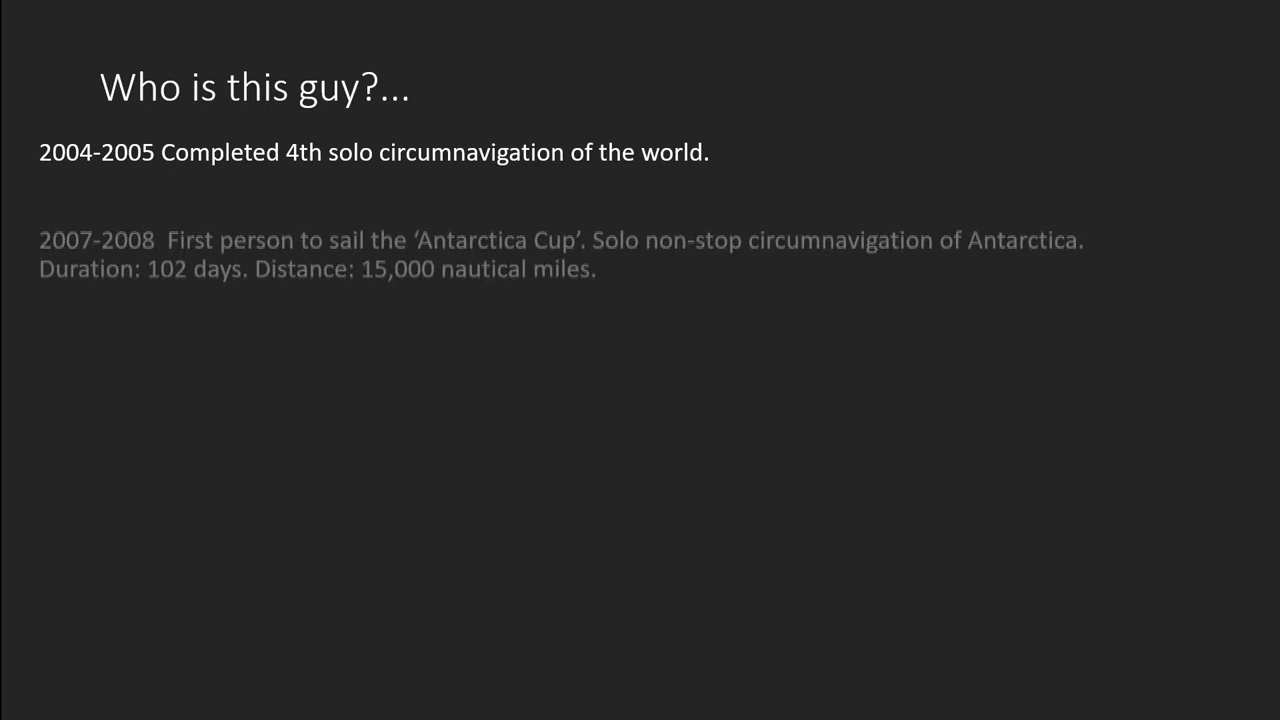 Who is this guy?...
2004-2005 Completed 4th solo circumnavigation of the world.
2007-2008  First person to sail the ‘Antarctica Cup’. Solo non-stop circumnavigation of Antarctica.
Duration: 102 days. Distance: 15,000 nautical miles.